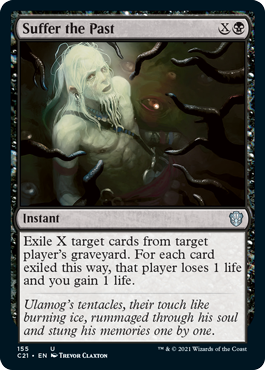 Suffer the Past X
Instant
Exile X target cards from target
player's graveyard. For each card
exiled this way, that player loses 1 life
and you gain 1 life.
Ulamog's tentacles, their touch like
burning ice, rummaged through his soul
and stung his memories one by one.
155 U
C21 • EN TREVOR CLAXTON ™ & © 2021 Wizards of the Coast